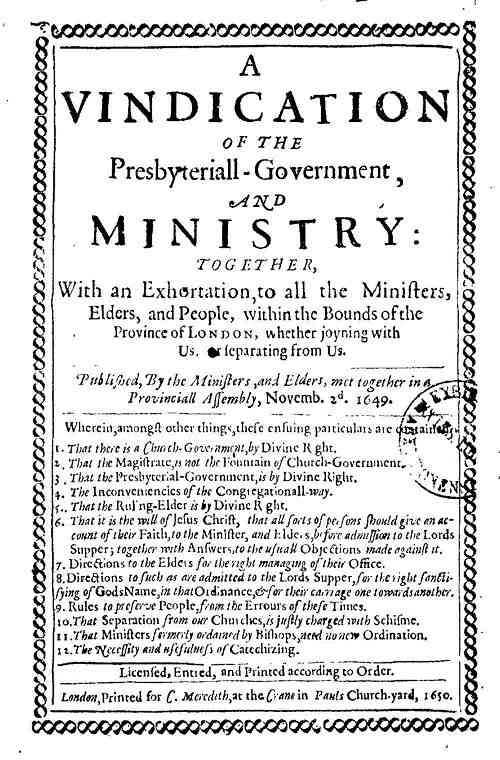 A
VINDICATION
OF THE
Presbyteriall-Government,
AND
MINISTRY:
TOGETHER,
With an Exhortation, to all the Miniſters,
Elders, and People, within the Bounds of the
Province of LONDON, whether joyning with
Us, or ſeparating from Us.
Publiſhed, By the Miniſters, and Elders, met together in a
Provinciall Aſſembly, Novemb. 2d. 1649.
Wherein, amongſt other things, theſe enſuing particulars are contained.
1. That there is a Church-Government, by Divine Right.
2. That the Magiſtrate, is not the Fountain of Church-Government.
3. That the Presbyterial-Government, is by Divine Right.
4. The Inconveniencies of the Congregationall-way.
5. That the Ruling-Elder is by Divine Right.
6. That it is the will of Jeſus Chriſt, that all ſorts of perſons ſhould give an ac-
count of their Faith, to the Miniſter, and Elders, before admiſſion to the Lords
Supper; together with Anſwers, to the uſuall Objections made againſt it.
7. Directions to the Elders for the right managing of their Office.
8. Directions to ſuch as are admitted to the Lords Supper, for the right ſancti-
fying of Gods Name, in that Ordinance, & for their carriage one towards another.
9. Rules to preſerve People, from the Errours of theſe Times.
10. That Separation from our Churches, is juſtly charged with Schiſme.
11. That Miniſters formerly ordained by Biſhops, need no new Ordination.
12. The Neceſſity and uſefulneſs of Catechizing.
Licenſed, Entred, and Printed according to Order.
London, Printed for C. Meredith, at the Crane in Pauls Church-yard, 1650.